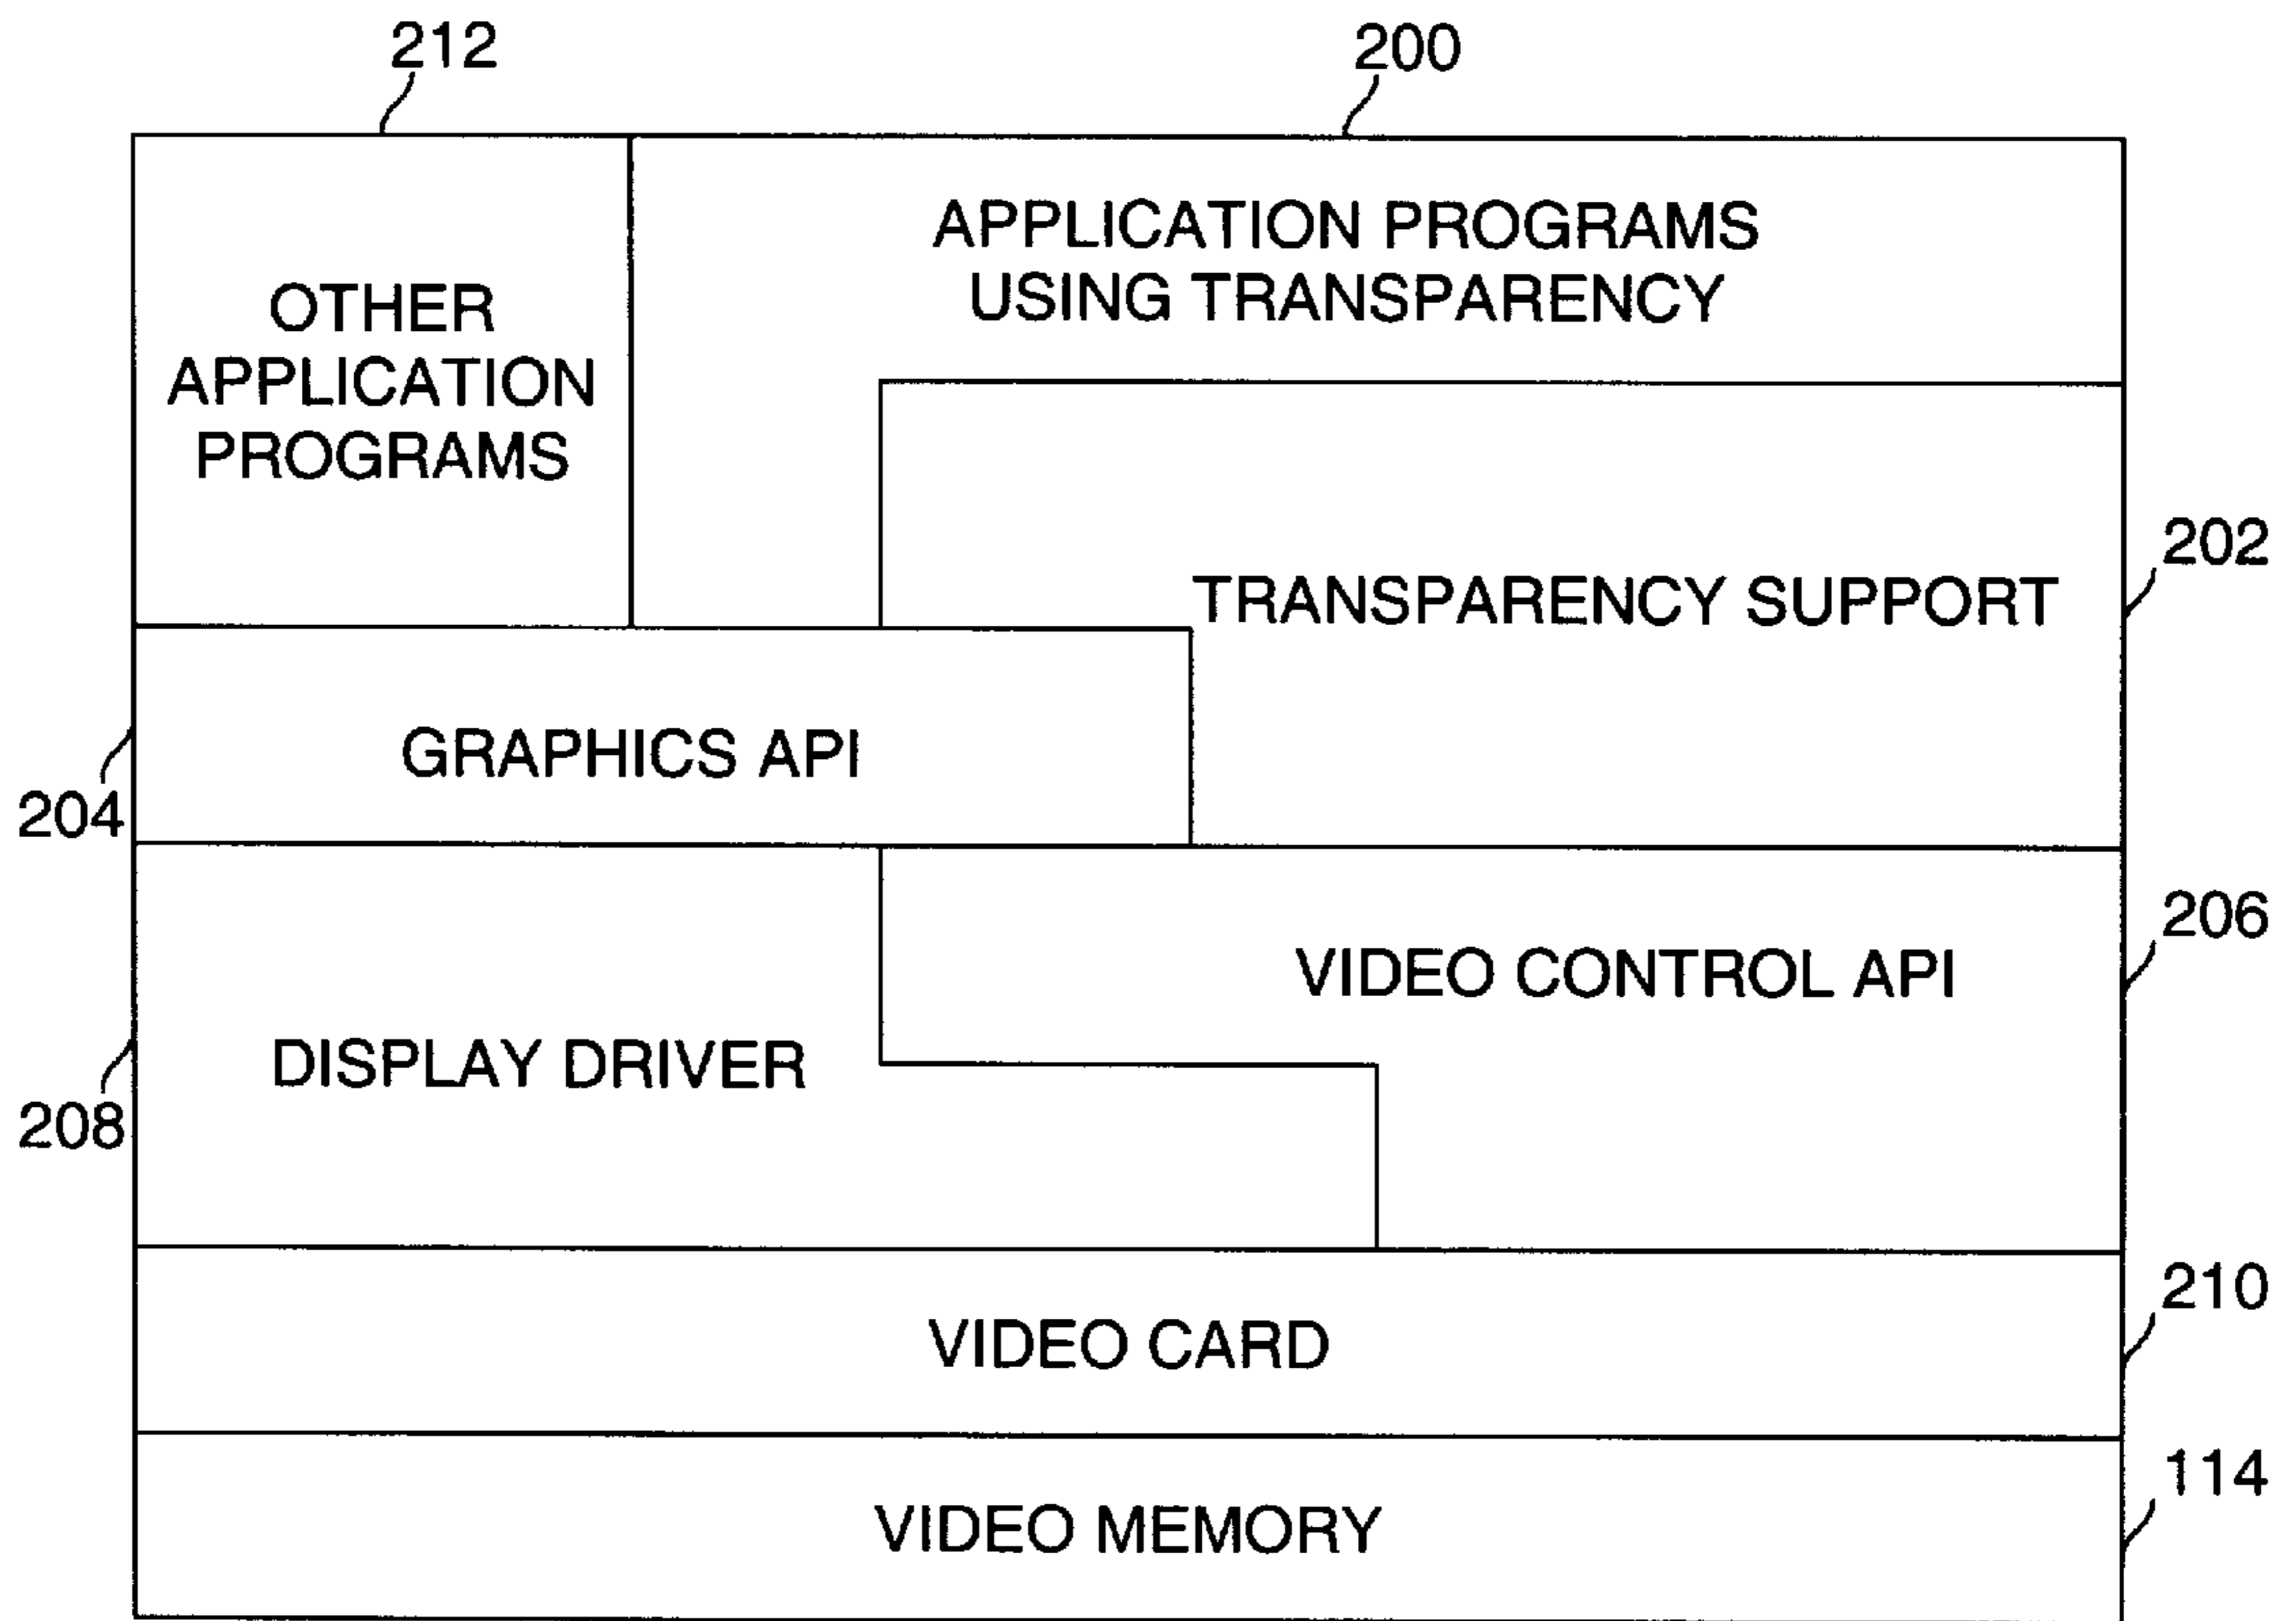 212
200
OTHER
APPLICATION
PROGRAMS
APPLICATION PROGRAMS
USING TRANSPARENCY
TRANSPARENCY SUPPORT
202
GRAPHICS API
204
VIDEO CONTROL API
206
DISPLAY DRIVER
208
VIDEO CARD
210
VIDEO MEMORY
114